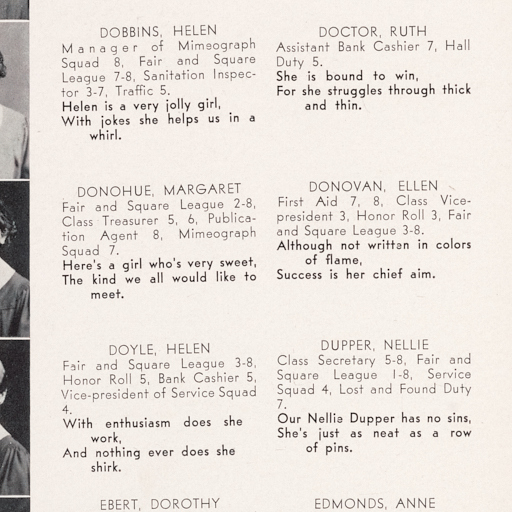 DOBBINS, HELEN
Manager of Mimeograph
Squad 8, Fair and Square
League 7-8, Sanitation Inspec-
tor 3-7, Traffic 5.
Helen is a very jolly girl,
With jokes she helps us in a
whirl.
DONOHUE, MARGARET
Fair and Square League 2-8,
Class Treasurer 5, 6, Publica-
tion Agent 8, Mimeograph
Squad 7.
Here's a girl who's very sweet,
The kind we all would like to
meet.
DOYLE, HELEN
Fair and Square League 3-8,
Honor Roll 5, Bank Cashier 5,
Vice-president of Service Squad
4.
With enthusiasm does she
work,
And nothing ever does she
shirk.
EBERT, DOROTHY
DOCTOR, RUTH
Assistant Bank Cashier 7, Hall
Duty 5.
She is bound to win,
For she struggles through thick
and thin.
DONOVAN, ELLEN
First Aid 7, 8, Class Vice-
president 3, Honor Roll 3, Fair
and Square League 3-8.
Although not written in colors
of flame,
Success is her chief aim.
DUPPER, NELLIE
Class Secretary 5-8, Fair and
Square League 1-8, Service
Squad 4, Lost and Found Duty
7.
Our Nellie Dupper has no sins,
She's just as neat as a row
of pins.
EDMONDS, ANNE